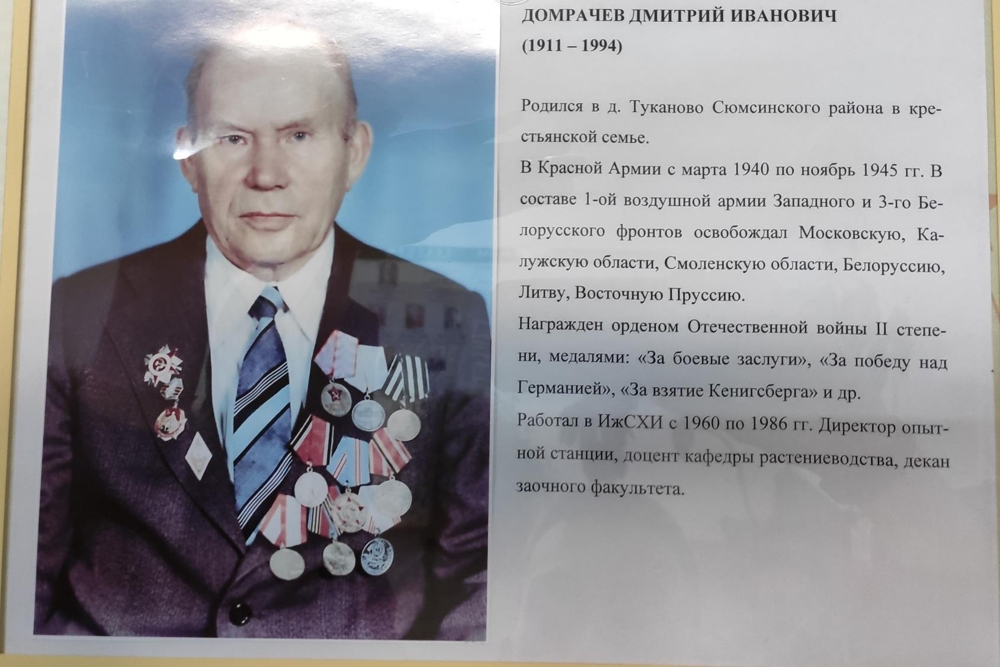 ДОМРАЧЕВ ДМИТРИЙ ИВАНОВИЧ
(1911 – 1994)
Родился в д. Туканово Сюмсинского района в кре-
стьянской семье.
В Красной Армии с марта 1940 по ноябрь 1945 гг. В
составе 1-ой воздушной армии Западного и 3-го Бе-
лорусского фронтов освобождал Московскую, Ка-
лужскую области, Смоленскую области, Белоруссию,
Литву, Восточную Пруссию.
Награжден орденом Отечественной войны II степе-
ни, медалями: «За боевые заслуги», «За победу над
Германией», «За взятие Кенигсберга» и др.
Работал в ИжСХИ с 1960 по 1986 гг. Директор опыт-
ной станции, доцент кафедры растениеводства, декан
заочного факультета.